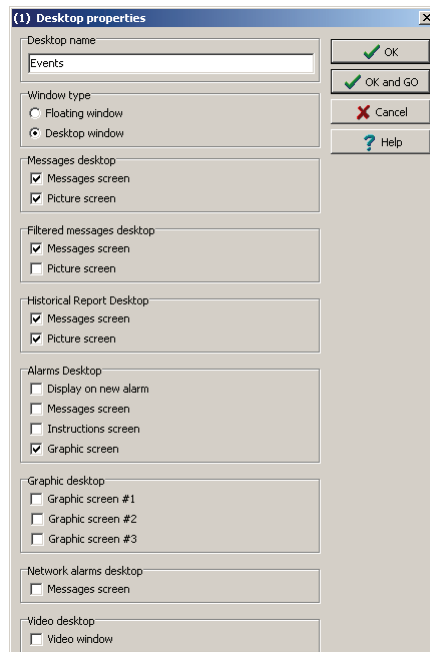 (1) Desktop properties
Desktop name
Events
OK
OK and GO
Cancel
Help
Window type
Floating window
Desktop window
Messages desktop
Messages screen
Picture screen
Filtered messages desktop
Messages screen
Picture screen
Historical Report Desktop
Messages screen
Picture screen
Alarms Desktop
Display on new alarm
Messages screen
Instructions screen
Graphic screen
Graphic desktop
Graphic screen #1
Graphic screen #2
Graphic screen #3
Network alarms desktop
Messages screen
Video desktop
Video window